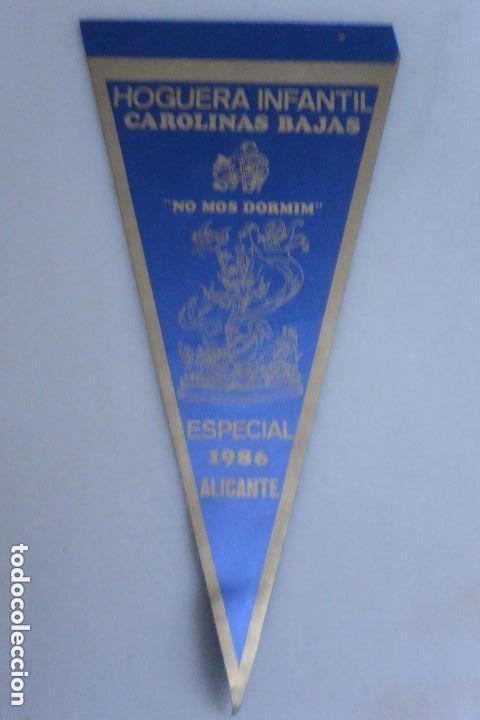 HOGUERA INFANTIL
CAROLINAS BAJAS
"NO MOS DORMIM"
ESPECIAL
1986
ALICANTE
todocoleccion